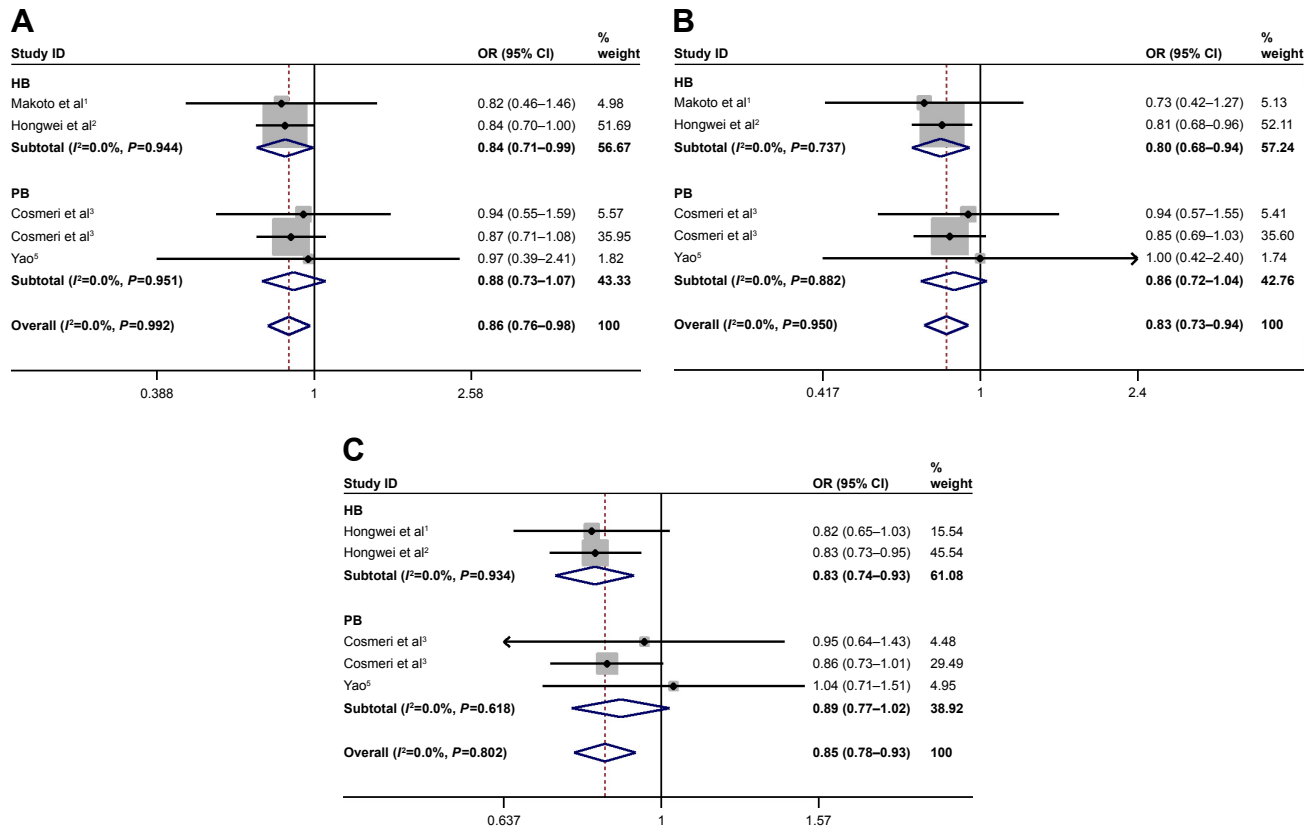 A
%
Study ID OR (95% CI) weight
HB
Makoto et al¹ 0.82 (0.46–1.46) 4.98
Hongwei et al² 0.84 (0.70–1.00) 51.69
Subtotal (I²=0.0%, P=0.944) 0.84 (0.71–0.99) 56.67
PB
Cosmeri et al³ 0.94 (0.55–1.59) 5.57
Cosmeri et al³ 0.87 (0.71–1.08) 35.95
Yao⁵ 0.97 (0.39–2.41) 1.82
Subtotal (I²=0.0%, P=0.951) 0.88 (0.73–1.07) 43.33
Overall (I²=0.0%, P=0.992) 0.86 (0.76–0.98) 100
0.388 1 2.58
B
%
Study ID OR (95% CI) weight
HB
Makoto et al¹ 0.73 (0.42–1.27) 5.13
Hongwei et al² 0.81 (0.68–0.96) 52.11
Subtotal (I²=0.0%, P=0.737) 0.80 (0.68–0.94) 57.24
PB
Cosmeri et al³ 0.94 (0.57–1.55) 5.41
Cosmeri et al³ 0.85 (0.69–1.03) 35.60
Yao⁵ 1.00 (0.42–2.40) 1.74
Subtotal (I²=0.0%, P=0.882) 0.86 (0.72–1.04) 42.76
Overall (I²=0.0%, P=0.950) 0.83 (0.73–0.94) 100
0.417 1 2.4
C
%
Study ID OR (95% CI) weight
HB
Hongwei et al¹ 0.82 (0.65–1.03) 15.54
Hongwei et al² 0.83 (0.73–0.95) 45.54
Subtotal (I²=0.0%, P=0.934) 0.83 (0.74–0.93) 61.08
PB
Cosmeri et al³ 0.95 (0.64–1.43) 4.48
Cosmeri et al³ 0.86 (0.73–1.01) 29.49
Yao⁵ 1.04 (0.71–1.51) 4.95
Subtotal (I²=0.0%, P=0.618) 0.89 (0.77–1.02) 38.92
Overall (I²=0.0%, P=0.802) 0.85 (0.78–0.93) 100
0.637 1 1.57